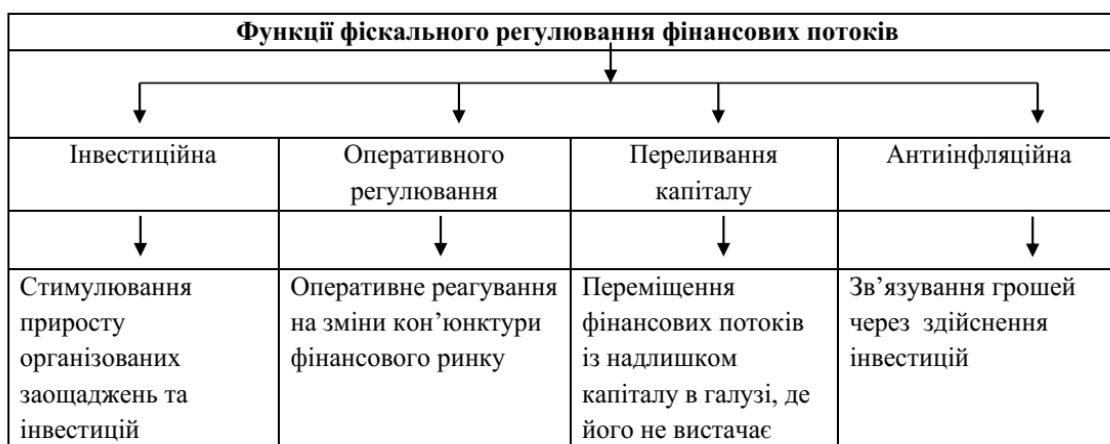 Функції фіскального регулювання фінансових потоків
Інвестиційна
Оперативного
регулювання
Переливання
капіталу
Антиінфляційна
Стимулювання
приросту
організованих
заощаджень та
інвестицій
Оперативне реагування
на зміни кон’юнктури
фінансового ринку
Переміщення
фінансових потоків
із надлишком
капіталу в галузі, де
його не вистачає
Зв’язування грошей
через здійснення
інвестицій